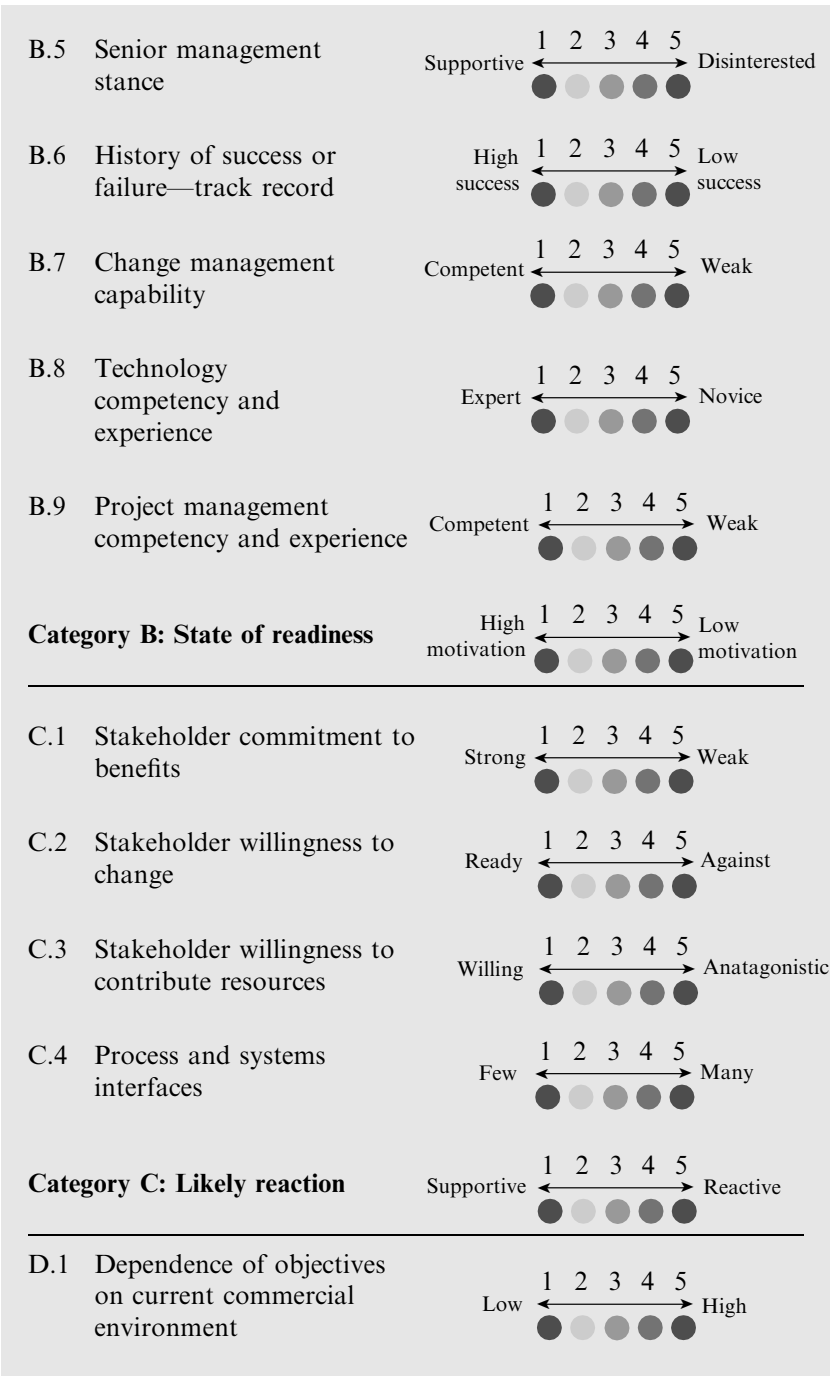 B.5 Senior management stance
1 2 3 4 5
Supportive Disinterested
B.6 History of success or failure—track record
1 2 3 4 5
High success Low success
B.7 Change management capability
1 2 3 4 5
Competent Weak
B.8 Technology competency and experience
1 2 3 4 5
Expert Novice
B.9 Project management competency and experience
1 2 3 4 5
Competent Weak
Category B: State of readiness
1 2 3 4 5
High motivation Low motivation
C.1 Stakeholder commitment to benefits
1 2 3 4 5
Strong Weak
C.2 Stakeholder willingness to change
1 2 3 4 5
Ready Against
C.3 Stakeholder willingness to contribute resources
1 2 3 4 5
Willing Anatagonistic
C.4 Process and systems interfaces
1 2 3 4 5
Few Many
Category C: Likely reaction
1 2 3 4 5
Supportive Reactive
D.1 Dependence of objectives on current commercial environment
1 2 3 4 5
Low High